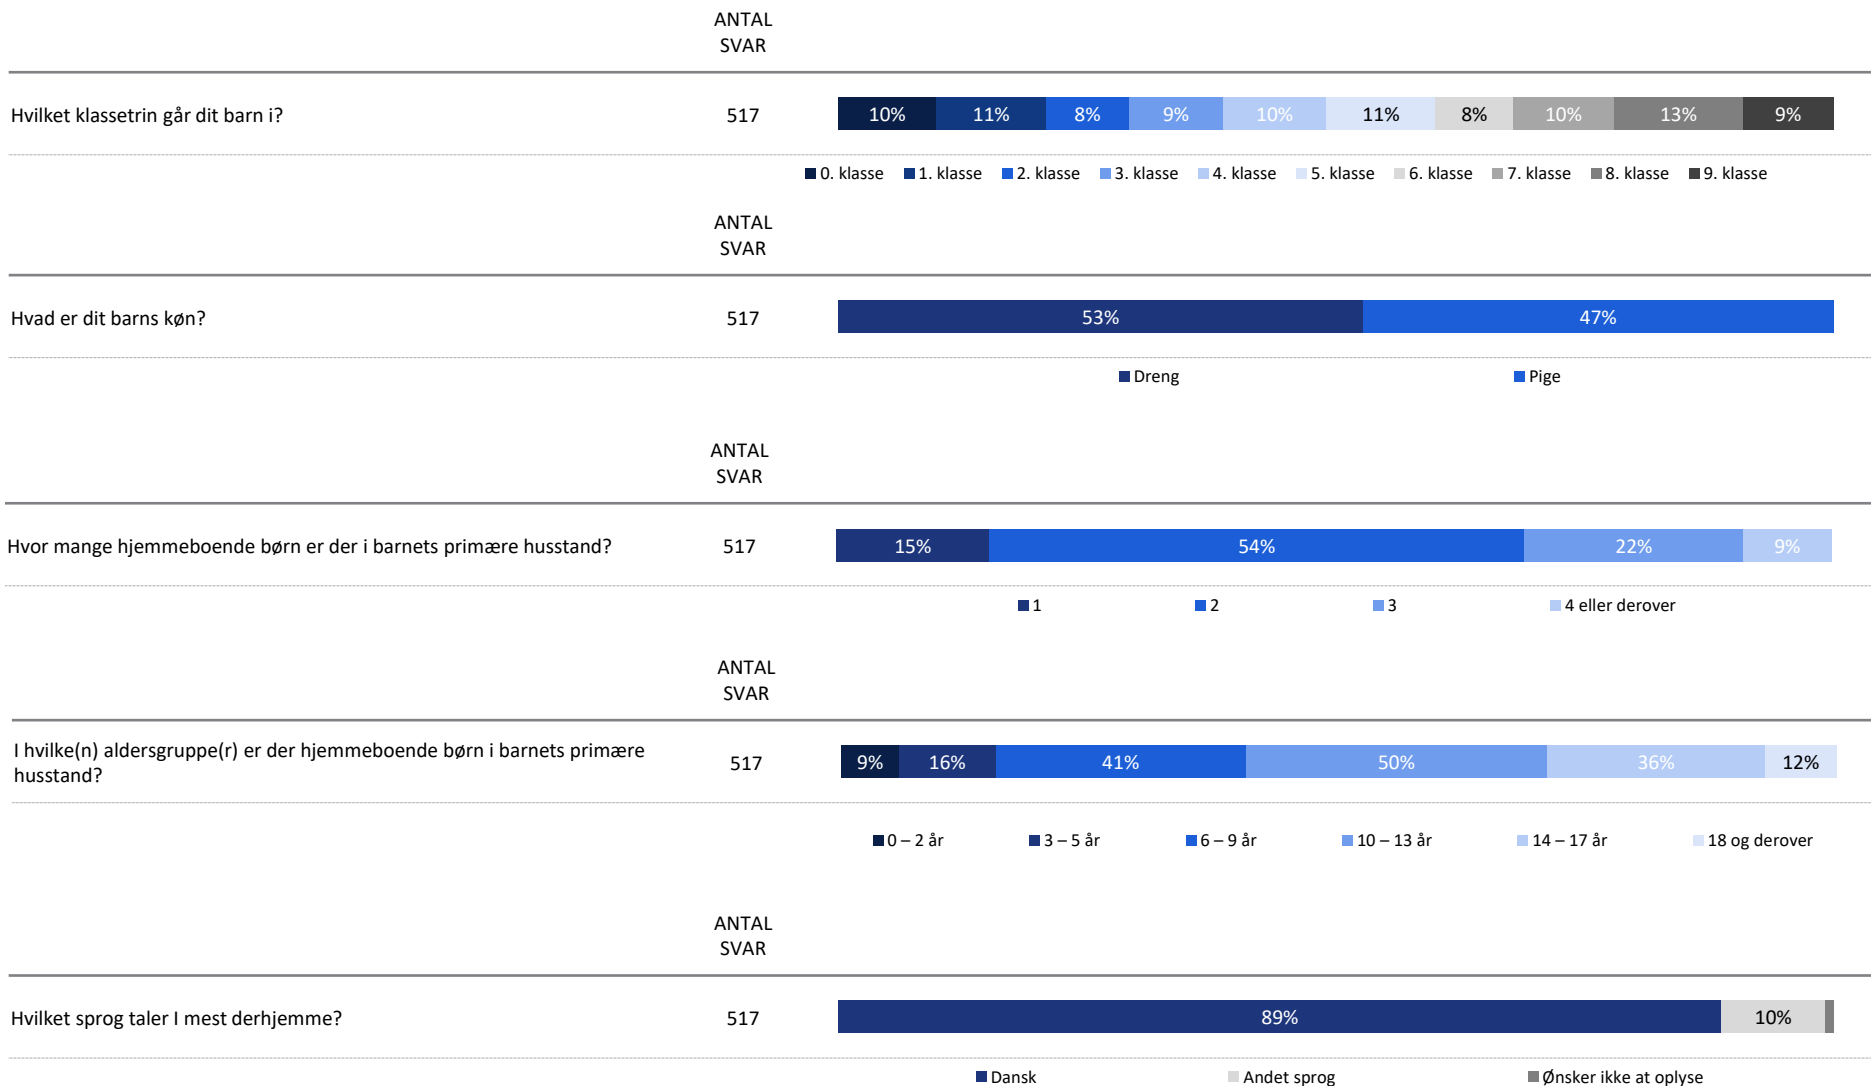 ANTAL
SVAR
Hvilket klassetrin går dit barn i?
517
10% 11% 8% 9% 10% 11% 8% 10% 13% 9%
0. klasse 1. klasse 2. klasse 3. klasse 4. klasse 5. klasse 6. klasse 7. klasse 8. klasse 9. klasse
ANTAL
SVAR
Hvad er dit barns køn?
517
53% 47%
Dreng Pige
ANTAL
SVAR
Hvor mange hjemmeboende børn er der i barnets primære husstand?
517
15% 54% 22% 9%
1 2 3 4 eller derover
ANTAL
SVAR
I hvilke(n) aldersgruppe(r) er der hjemmeboende børn i barnets primære
husstand?
517
9% 16% 41% 50% 36% 12%
0 – 2 år 3 – 5 år 6 – 9 år 10 – 13 år 14 – 17 år 18 og derover
ANTAL
SVAR
Hvilket sprog taler I mest derhjemme?
517
89% 10%
Dansk Andet sprog Ønsker ikke at oplyse